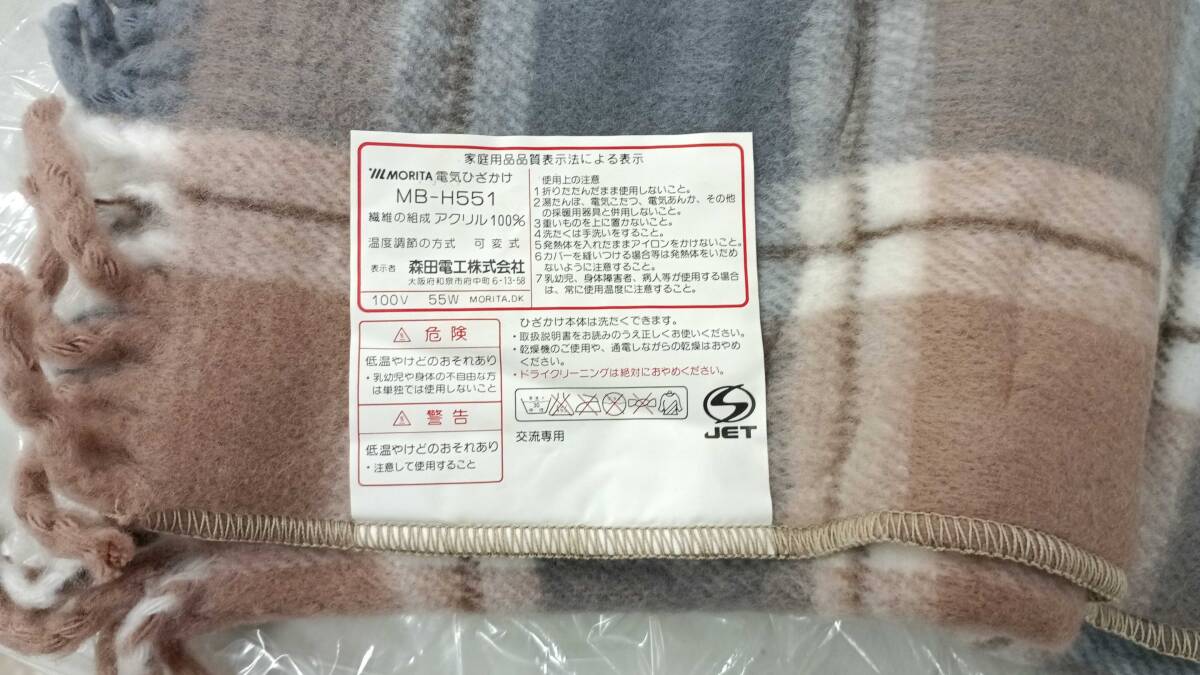 家庭用品品質表示法による表示
MORITA 電気ひざかけ
MB-H551
繊維の組成 アクリル100%
温度調節の方式 可変式
表示者 森田電工株式会社
大阪府和泉市府中町6-13-58
100V 55W MORITA.DK
使用上の注意
1 折りたたんだまま使用しないこと。
2 湯たんぽ、電気こたつ、電気あんか、その他
の採暖用器具と併用しないこと。
3 重いものを上に置かないこと。
4 洗たくは手洗いをすること。
5 発熱体を入れたままアイロンをかけないこと。
6 カバーを縫いつける場合等は発熱体をいため
ないように注意すること。
7 乳幼児、身体障害者、病人等が使用する場合
は、常に使用温度に注意すること。
危険
低温やけどのおそれあり
・乳幼児や身体の不自由な方
は単独では使用しないこと
警告
低温やけどのおそれあり
・注意して使用すること
ひざかけ本体は洗たくできます。
・取扱説明書をお読みのうえ正しくお使いください。
・乾燥機のご使用や、通電しながらの乾燥はおやめ
ください。
・ドライクリーニングは絶対におやめください。
交流専用
JET